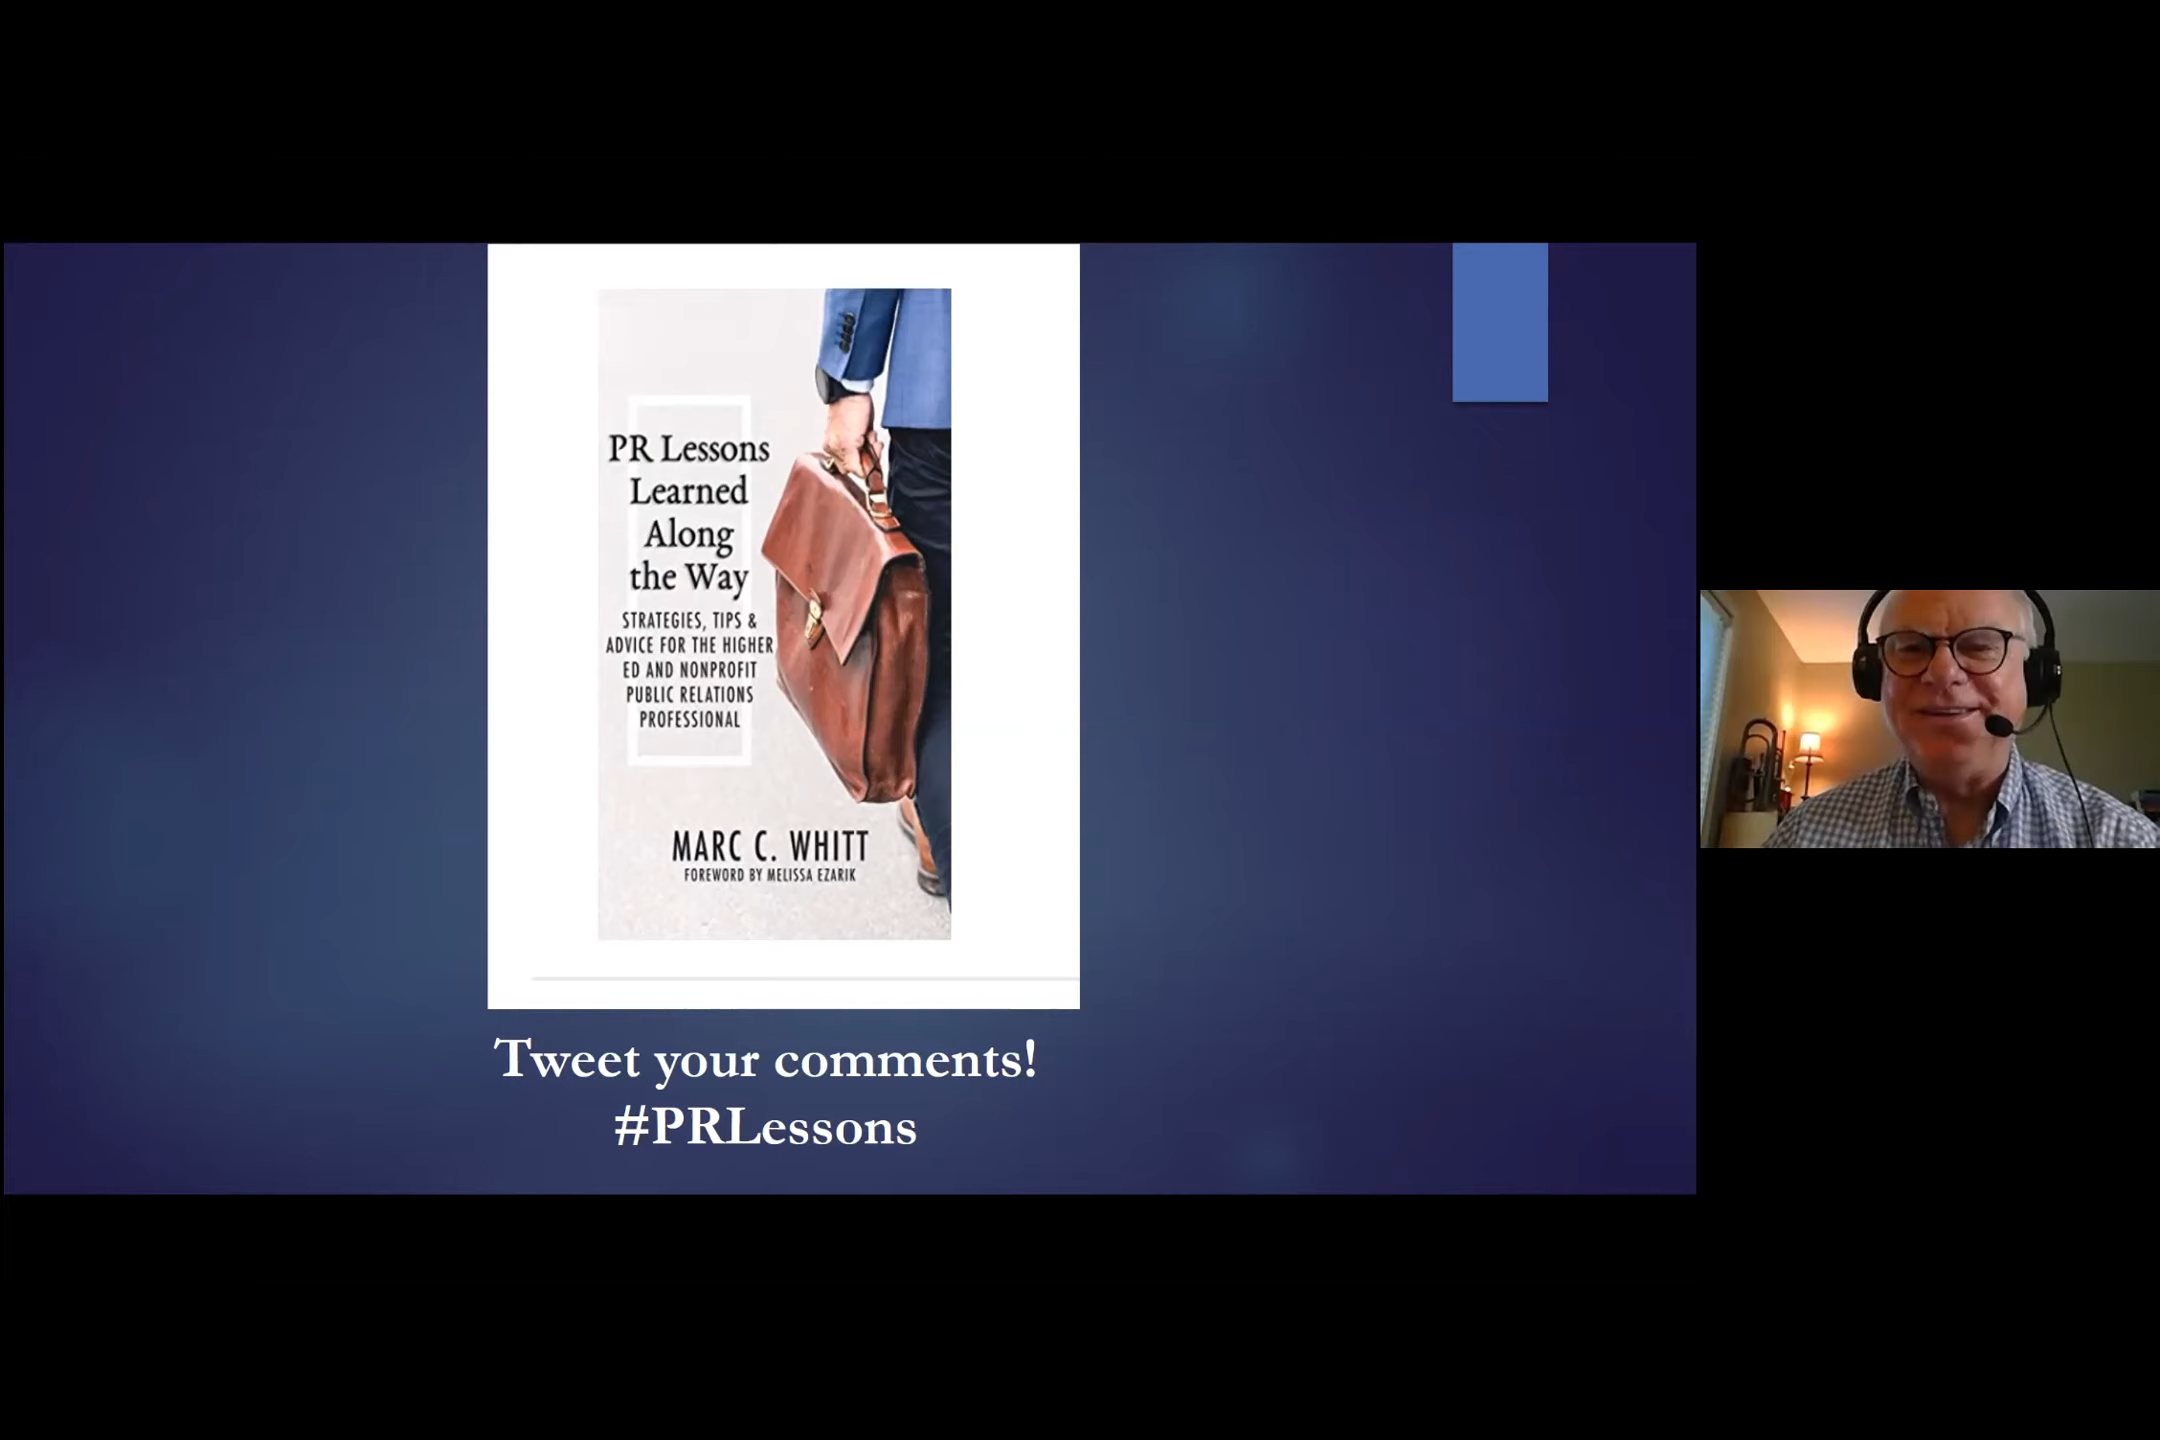 PR Lessons
Learned
Along
the Way
STRATEGIES, TIPS &
ADVICE FOR THE HIGHER
ED AND NONPROFIT
PUBLIC RELATIONS
PROFESSIONAL
MARC C. WHITT
FOREWORD BY MELISSA EZARIK
Tweet your comments!
#PRLessons